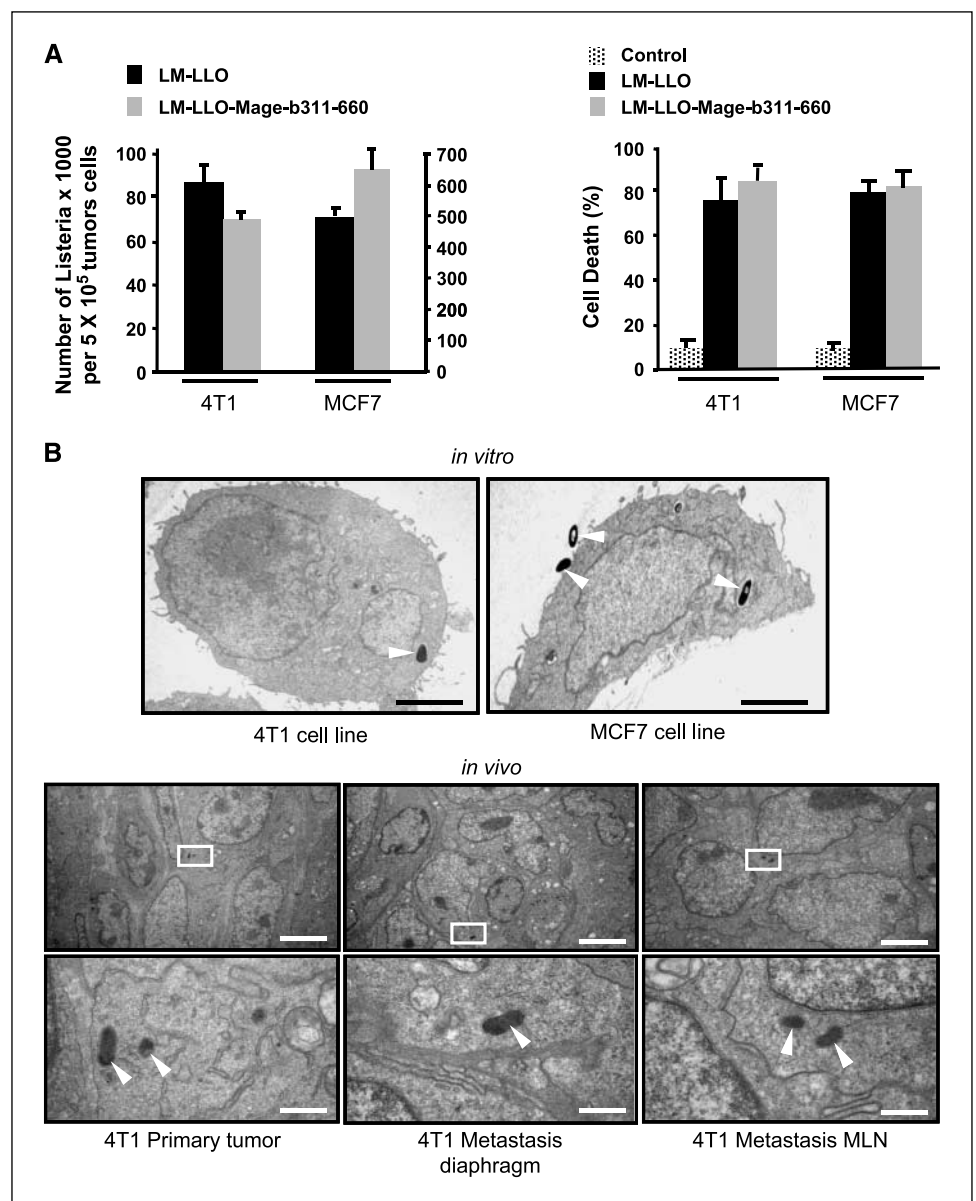 A
LM-LLO
LM-LLO-Mage-b311-660
Number of Listeria x 1000
per 5 X 10⁵ tumors cells
100
80
60
40
20
0
700
600
500
400
300
200
100
0
4T1
MCF7
Control
LM-LLO
LM-LLO-Mage-b311-660
Cell Death (%)
100
80
60
40
20
0
4T1
MCF7
B
in vitro
4T1 cell line
MCF7 cell line
in vivo
4T1 Primary tumor
4T1 Metastasis
diaphragm
4T1 Metastasis MLN